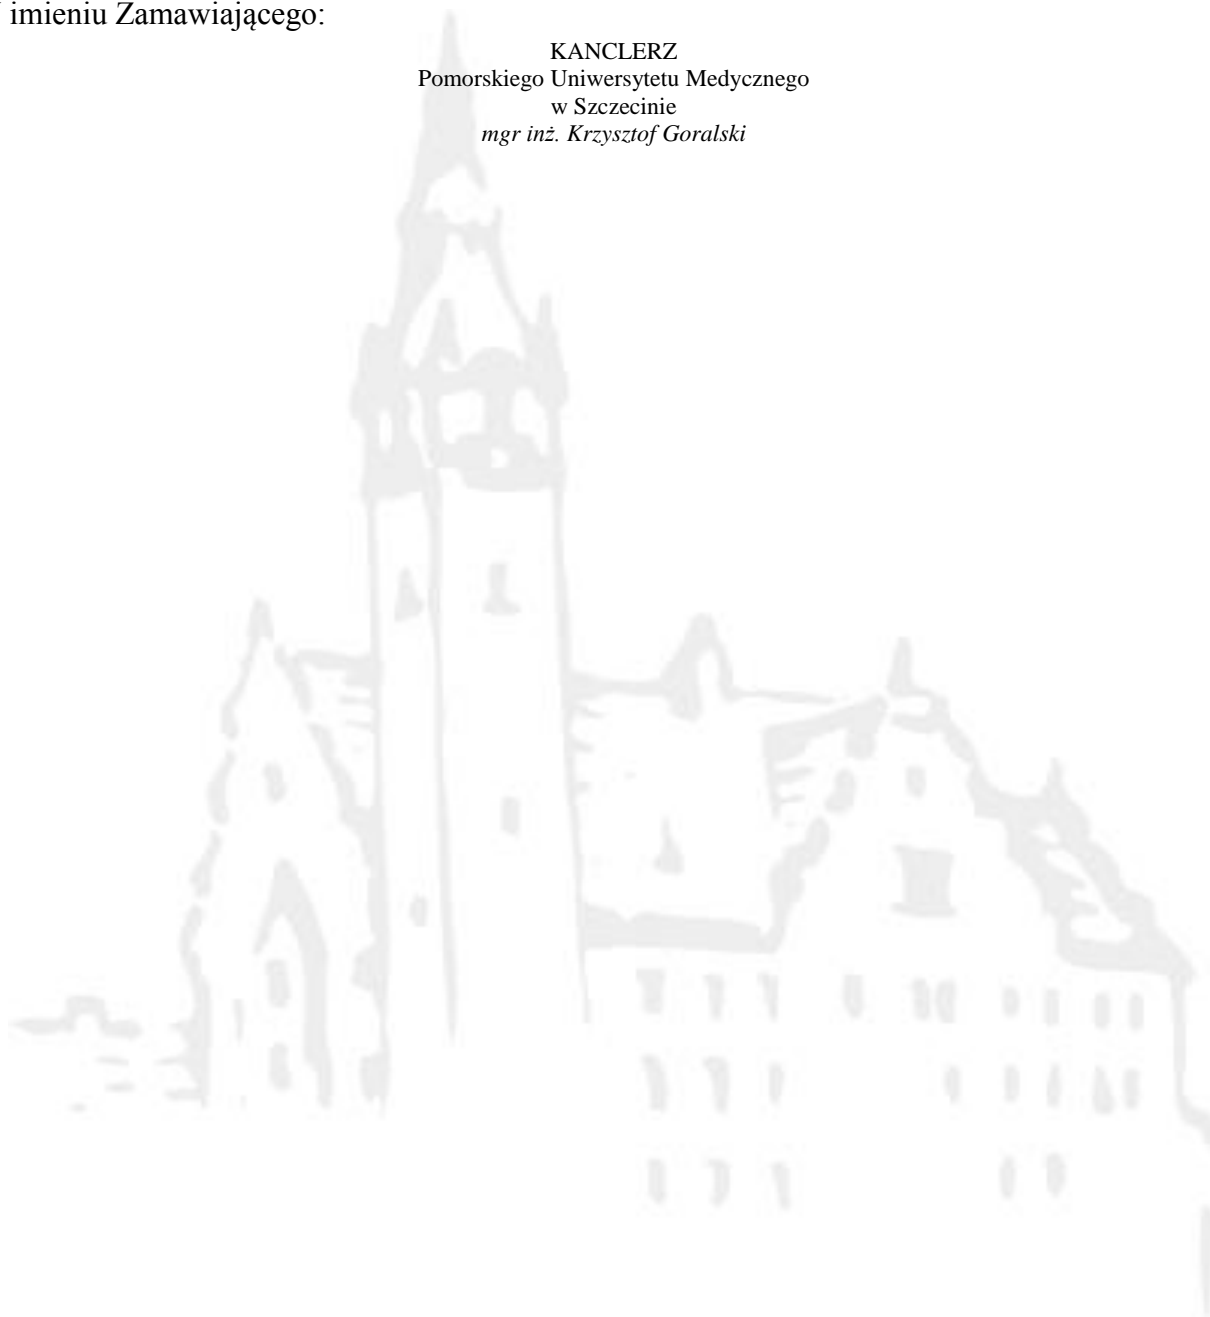 imieniu Zamawiającego:
KANCLERZ
Pomorskiego Uniwersytetu Medycznego
w Szczecinie
mgr inż. Krzysztof Goralski